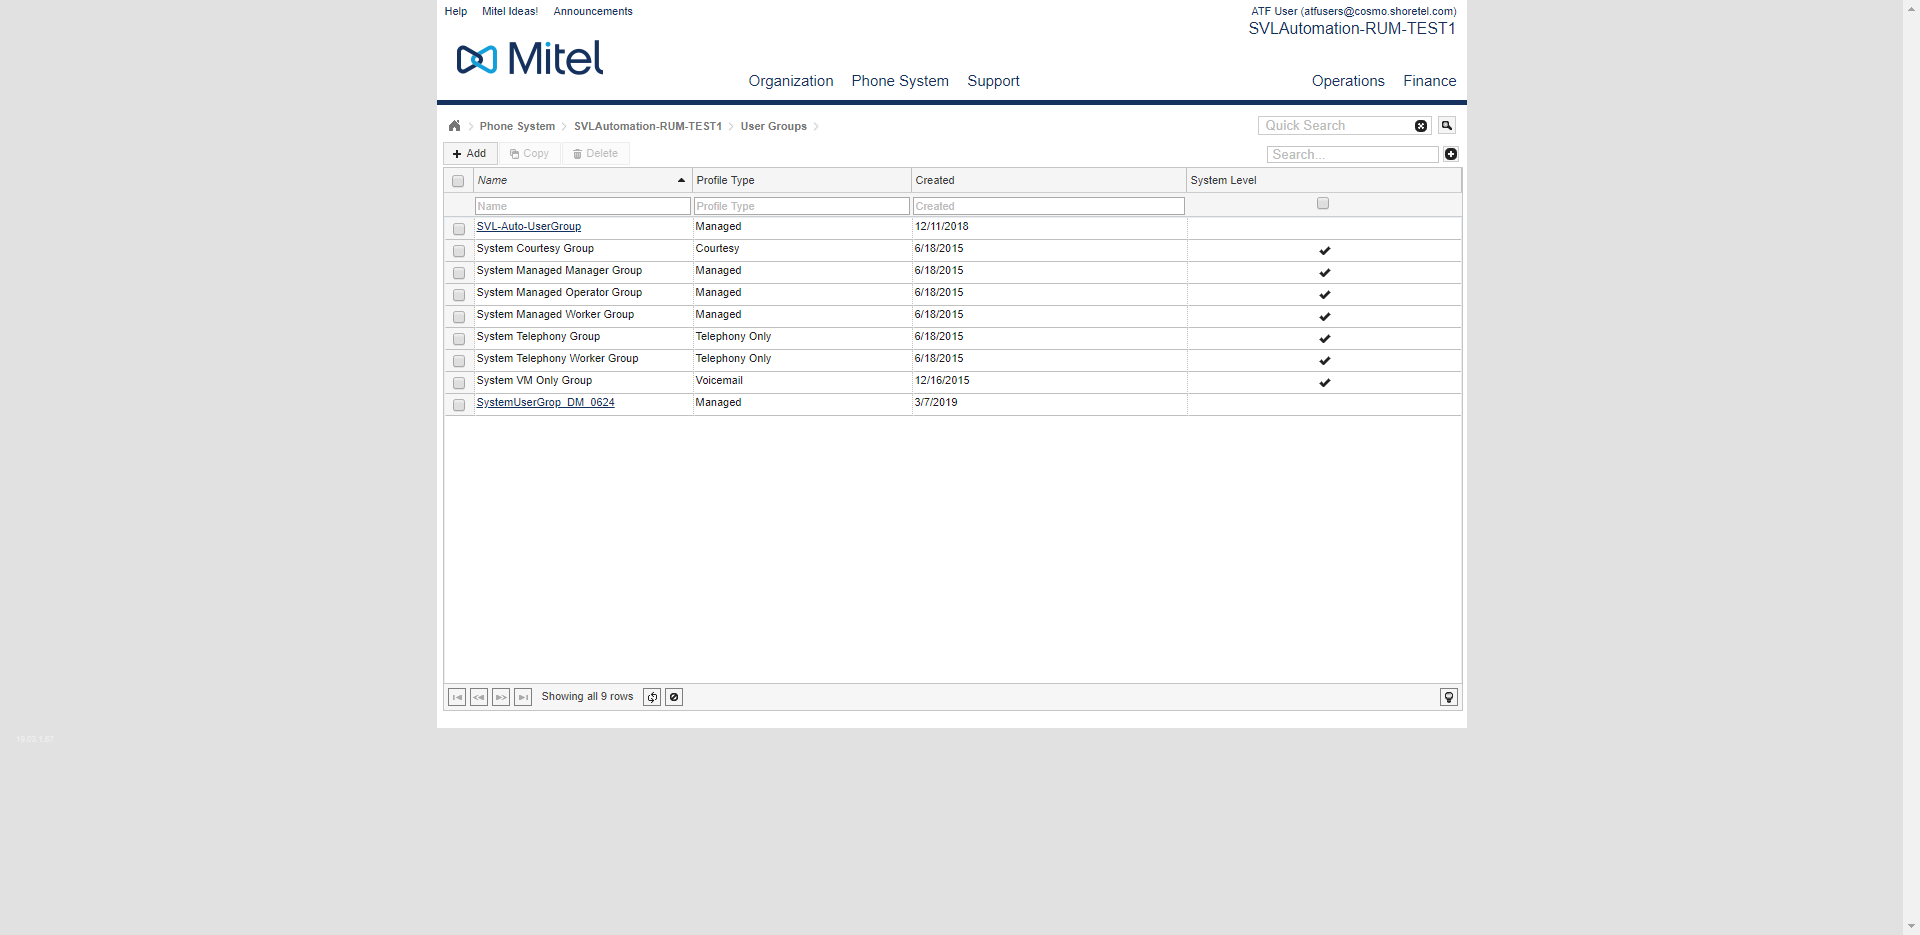 Help Mitel Ideas! Announcements
ATF User (atfusers@cosmo.shoretel.com)
SVLAutomation-RUM-TEST1
Mitel
Organization Phone System Support Operations Finance
Phone System SVLAutomation-RUM-TEST1 User Groups Quick Search
Add Copy Delete Search...
Name Profile Type Created System Level
Name Profile Type Created
SVL-Auto-UserGroup Managed 12/11/2018
System Courtesy Group Courtesy 6/18/2015
System Managed Manager Group Managed 6/18/2015
System Managed Operator Group Managed 6/18/2015
System Managed Worker Group Managed 6/18/2015
System Telephony Group Telephony Only 6/18/2015
System Telephony Worker Group Telephony Only 6/18/2015
System VM Only Group Voicemail 12/16/2015
SystemUserGrop_DM_0624 Managed 3/7/2019
Showing all 9 rows